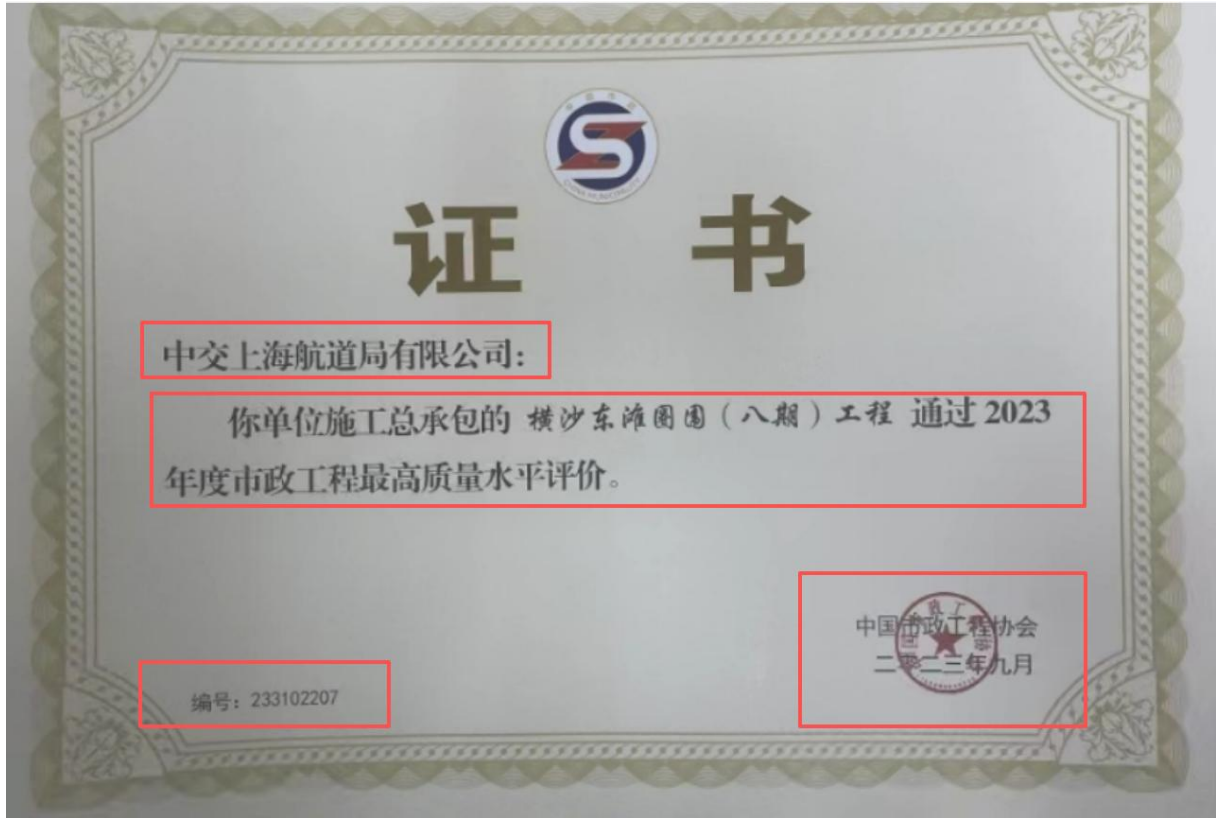 证 书
中交上海航道局有限公司：
你单位施工总承包的 横沙东滩圈围（八期）工程 通过 2023
年度市政工程最高质量水平评价。
中国市政工程协会
二零二三年九月
编号：233102207